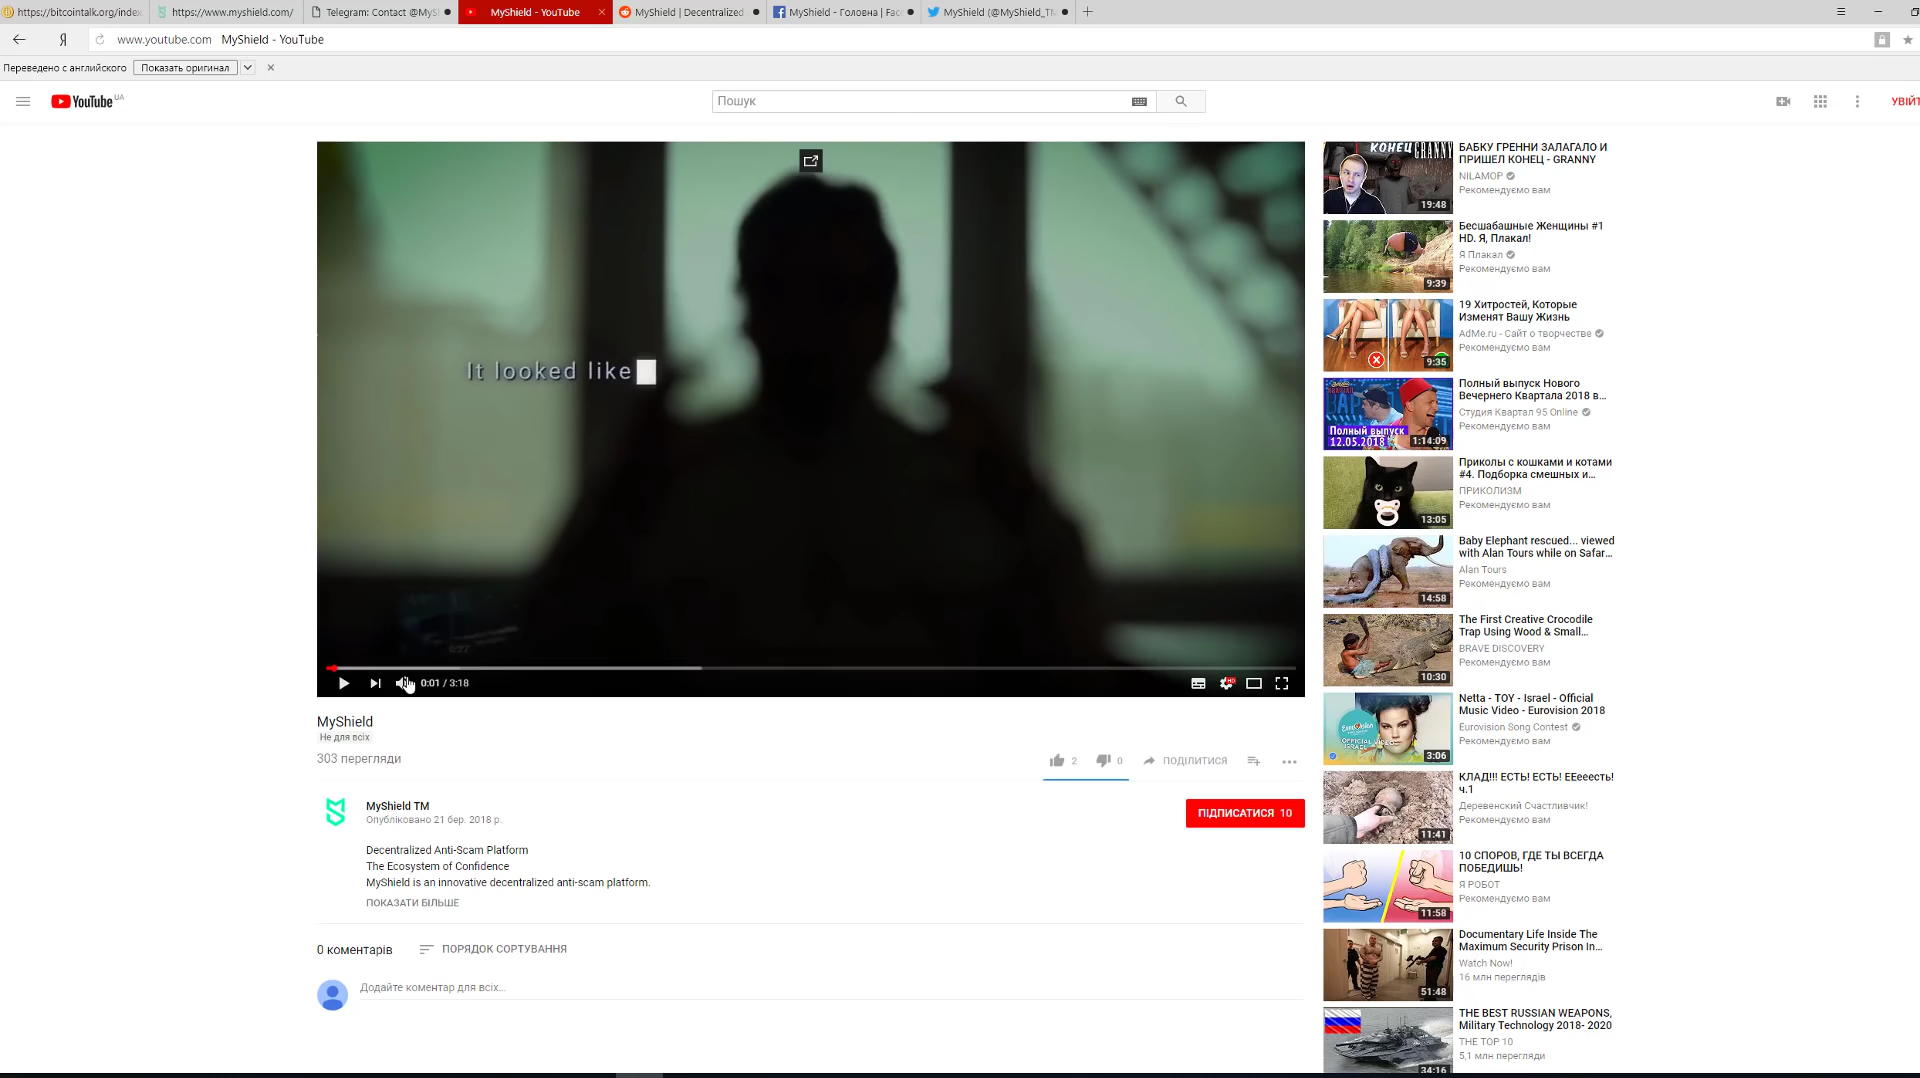 https://bitcointalk.org/index
https://www.myshield.com/
Telegram: Contact @MyS
MyShield - YouTube
MyShield | Decentralized
MyShield - Головна | Fac
MyShield (@MyShield_TM
Я
www.youtube.com MyShield - YouTube
Переведено с английского
Показать оригинал
YouTube UA
Пошук
УВІЙТ
It looked like
0:01 / 3:18
HD
MyShield
Не для всіх
303 перегляди
2
0
ПОДІЛИТИСЯ
MyShield TM
Опубліковано 21 бер. 2018 р.
ПІДПИСАТИСЯ 10
Decentralized Anti-Scam Platform
The Ecosystem of Confidence
MyShield is an innovative decentralized anti-scam platform.
ПОКАЗАТИ БІЛЬШЕ
0 коментарів
ПОРЯДОК СОРТУВАННЯ
Додайте коментар для всіх...
КОНЕЦ GRANNY
19:48
БАБКУ ГРЕННИ ЗАЛАГАЛО И
ПРИШЕЛ КОНЕЦ - GRANNY
NILAMOP
Рекомендуємо вам
9:39
Бесшабашные Женщины #1
HD. Я, Плакал!
Я Плакал
Рекомендуємо вам
9:35
19 Хитростей, Которые
Изменят Вашу Жизнь
AdMe.ru - Сайт о творчестве
Рекомендуємо вам
Полный выпуск
12.05.2018
1:14:09
Полный выпуск Нового
Вечернего Квартала 2018 в...
Студия Квартал 95 Online
Рекомендуємо вам
13:05
Приколы с кошками и котами
#4. Подборка смешных и...
ПРИКОЛИЗМ
Рекомендуємо вам
14:58
Baby Elephant rescued... viewed
with Alan Tours while on Safar...
Alan Tours
Рекомендуємо вам
10:30
The First Creative Crocodile
Trap Using Wood & Small...
BRAVE DISCOVERY
Рекомендуємо вам
3:06
Netta - TOY - Israel - Official
Music Video - Eurovision 2018
Eurovision Song Contest
Рекомендуємо вам
11:41
КЛАД!!! ЕСТЬ! ЕСТЬ! ЕЕеееесть!
ч.1
Деревенский Счастливчик!
Рекомендуємо вам
11:58
10 СПОРОВ, ГДЕ ТЫ ВСЕГДА
ПОБЕДИШЬ!
Я РОБОТ
Рекомендуємо вам
51:48
Documentary Life Inside The
Maximum Security Prison In...
Watch Now!
16 млн переглядів
34:16
THE BEST RUSSIAN WEAPONS,
Military Technology 2018- 2020
THE TOP 10
5,1 млн перегляди